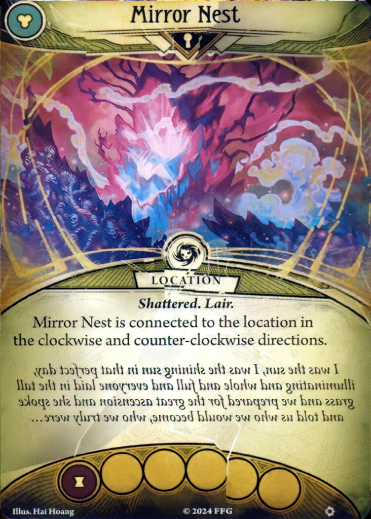 Mirror Nest
LOCATION
Shattered. Lair.
Mirror Nest is connected to the location in
the clockwise and counter-clockwise directions.
I was the sun, I was the shining sun in that perfect day,
illuminating and whole and full and everyone laid in the tall
grass and we prepared for the great ascension and she spoke
and told us who we would become, who we truly were...
Illus. Hai Hoang
© 2024 FFG